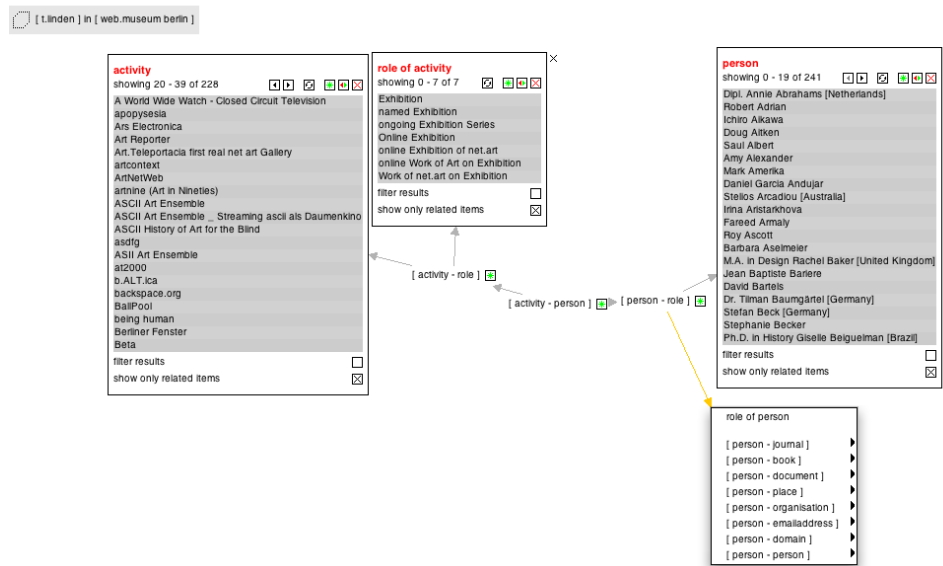 [ t.linden ] in [ web.museum berlin ]
activity
showing 20 - 39 of 228
A World Wide Watch - Closed Circuit Television
apopysesia
Ars Electronica
Art Reporter
Art.Teleportacia first real net art Gallery
artcontext
ArtNetWeb
artnine (Art in Nineties)
ASCII Art Ensemble
ASCII Art Ensemble _ Streaming ascii als Daumenkino
ASCII History of Art for the Blind
asdfg
ASII Art Ensemble
at2000
b.ALT.ica
backspace.org
BallPool
being human
Berliner Fenster
Beta
filter results
show only related items
role of activity
showing 0 - 7 of 7
Exhibition
named Exhibition
ongoing Exhibition Series
Online Exhibition
online Exhibition of net.art
online Work of Art on Exhibition
Work of net.art on Exhibition
filter results
show only related items
[ activity - role ]
[ activity - person ]
[ person - role ]
person
showing 0 - 19 of 241
Dipl. Annie Abrahams [Netherlands]
Robert Adrian
Ichiro Aikawa
Doug Aitken
Saul Albert
Amy Alexander
Mark Amerika
Daniel Garcia Andujar
Stelios Arcadiou [Australia]
Irina Aristarkhova
Fareed Armaly
Roy Ascott
Barbara Aselmeier
M.A. in Design Rachel Baker [United Kingdom]
Jean Baptiste Bariere
David Bartels
Dr. Tilman Baumgärtel [Germany]
Stefan Beck [Germany]
Stephanie Becker
Ph.D. in History Giselle Beiguelman [Brazil]
filter results
show only related items
role of person
[ person - journal ]
[ person - book ]
[ person - document ]
[ person - place ]
[ person - organisation ]
[ person - emailaddress ]
[ person - domain ]
[ person - person ]